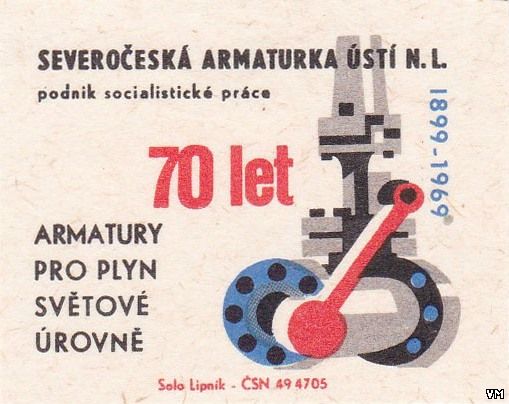 SEVEROČESKÁ ARMATURKA ÚSTÍ N. L.
podnik socialistické práce
1899-1969
70 let
ARMATURY
PRO PLYN
SVĚTOVÉ
ÚROVNĚ
Solo Lipník - ČSN 49 4705
VM